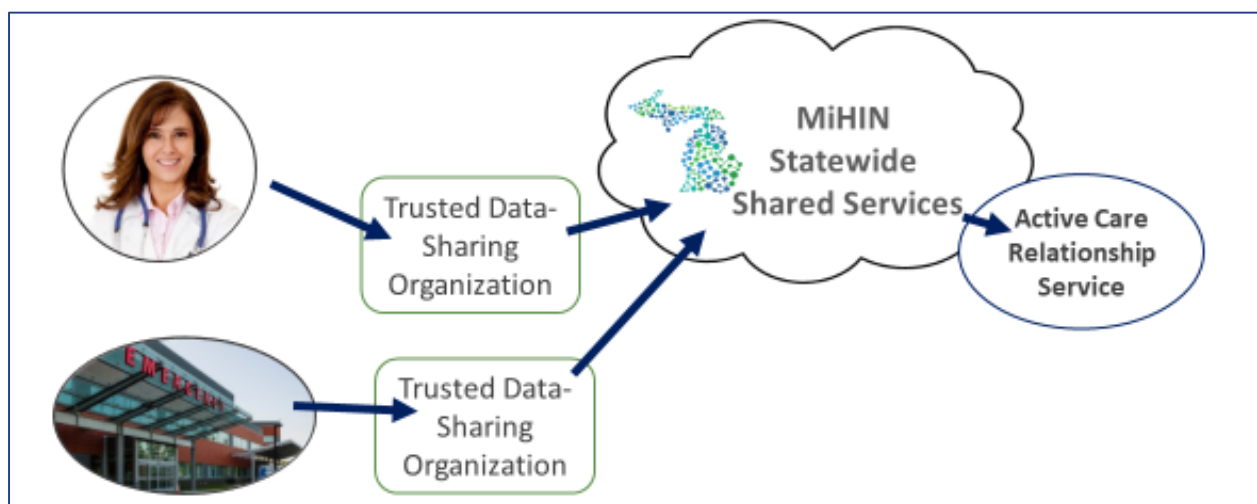 MiHIN
Statewide
Shared Services
Trusted Data-
Sharing
Organization
Active Care
Relationship
Service
EMERGENCY
Trusted Data-
Sharing
Organization